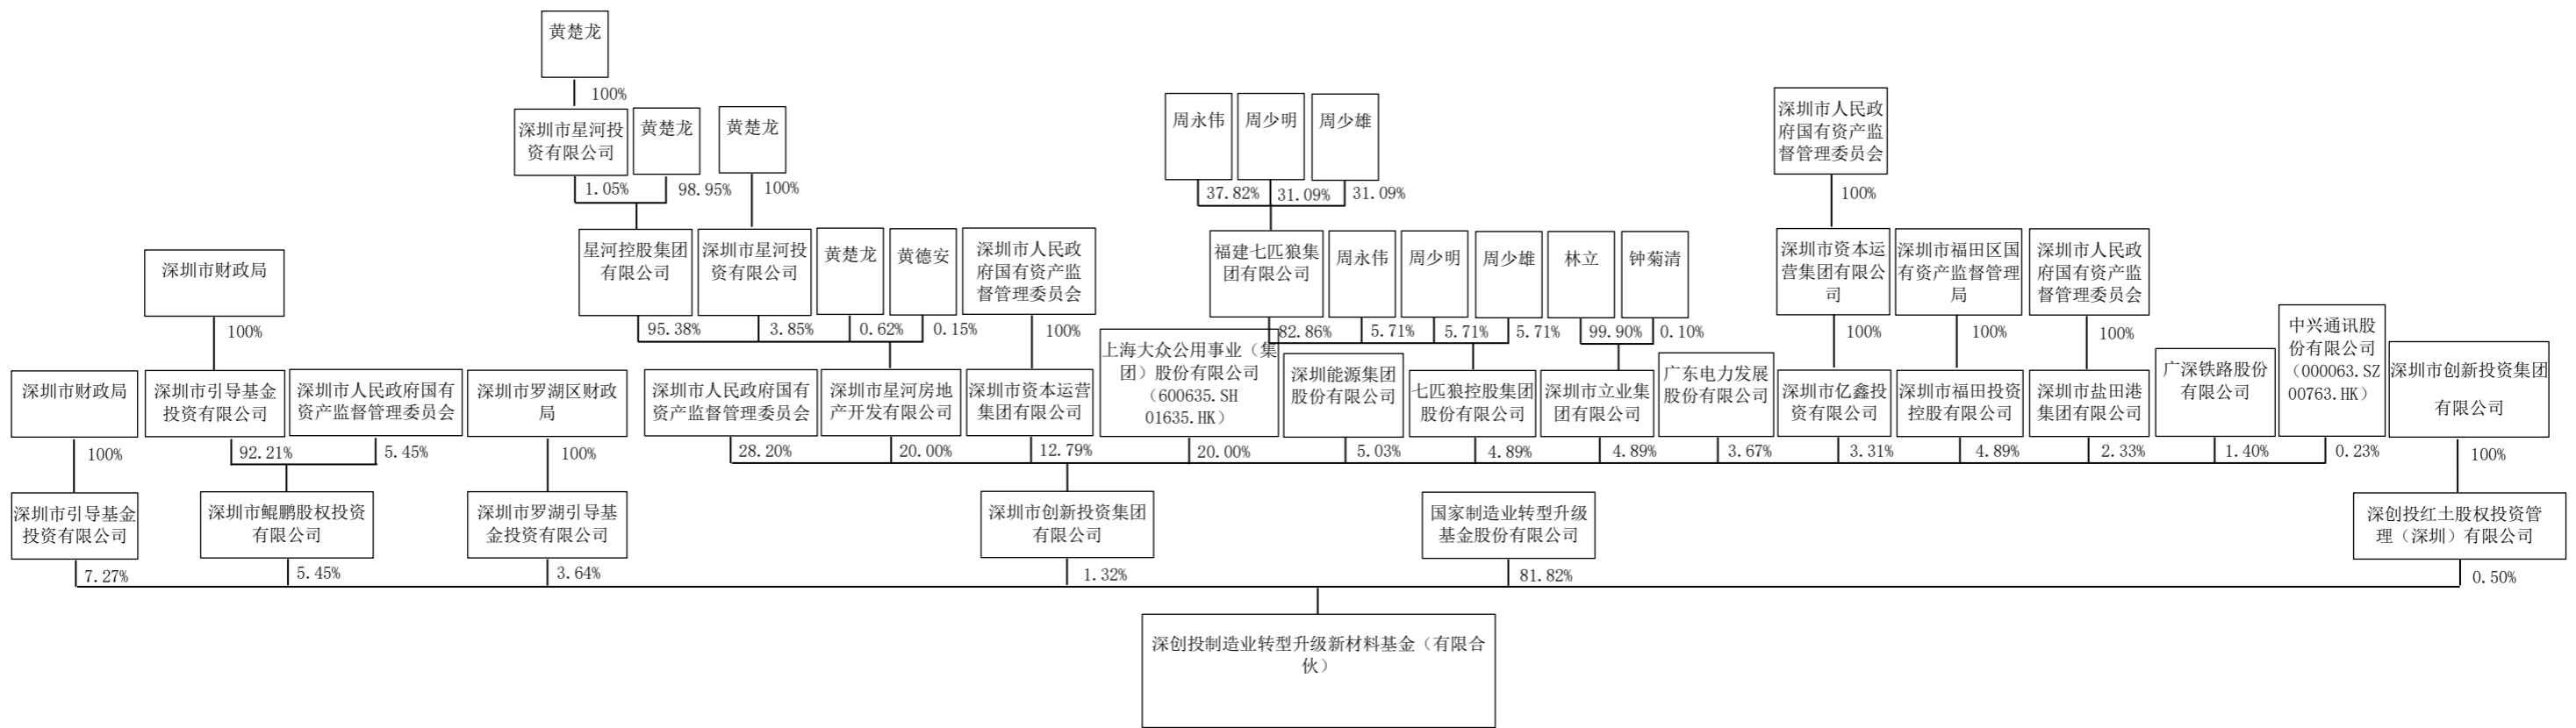 黄楚龙
100%
深圳市星河投
资有限公司
黄楚龙
黄楚龙
周永伟
周少明
周少雄
深圳市人民政
府国有资产监
督管理委员会
1.05%
98.95%
100%
37.82%
31.09%
31.09%
100%
深圳市财政局
星河控股集团
有限公司
深圳市星河投
资有限公司
黄楚龙
黄德安
深圳市人民政
府国有资产监
督管理委员会
福建七匹狼集
团有限公司
周永伟
周少明
周少雄
林立
钟菊清
深圳市资本运
营集团有限公
司
深圳市福田区国
有资产监督管理
局
深圳市人民政
府国有资产监
督管理委员会
100%
95.38%
3.85%
0.62%
0.15%
100%
82.86%
5.71%
5.71%
5.71%
99.90%
0.10%
100%
100%
100%
深圳市财政局
深圳市引导基金
投资有限公司
深圳市人民政府国有
资产监督管理委员会
深圳市罗湖区财政
局
深圳市人民政府国有
资产监督管理委员会
深圳市星河房地
产开发有限公司
深圳市资本运营
集团有限公司
上海大众公用事业（集
团）股份有限公司
（600635.SH
01635.HK）
深圳能源集团
股份有限公司
七匹狼控股集团
股份有限公司
深圳市立业集
团有限公司
广东电力发展
股份有限公司
深圳市亿鑫投
资有限公司
深圳市福田投资
控股有限公司
深圳市盐田港
集团有限公司
广深铁路股份
有限公司
中兴通讯股
份有限公司
（000063.SZ
00763.HK）
深圳市创新投资集团
有限公司
100%
92.21%
5.45%
100%
28.20%
20.00%
12.79%
20.00%
5.03%
4.89%
4.89%
3.67%
3.31%
4.89%
2.33%
1.40%
0.23%
100%
深圳市引导基金
投资有限公司
深圳市鲲鹏股权投资
有限公司
深圳市罗湖引导基
金投资有限公司
深圳市创新投资集团
有限公司
国家制造业转型升级
基金股份有限公司
深创投红土股权投资管
理（深圳）有限公司
7.27%
5.45%
3.64%
1.32%
81.82%
0.50%
深创投制造业转型升级新材料基金（有限合
伙）